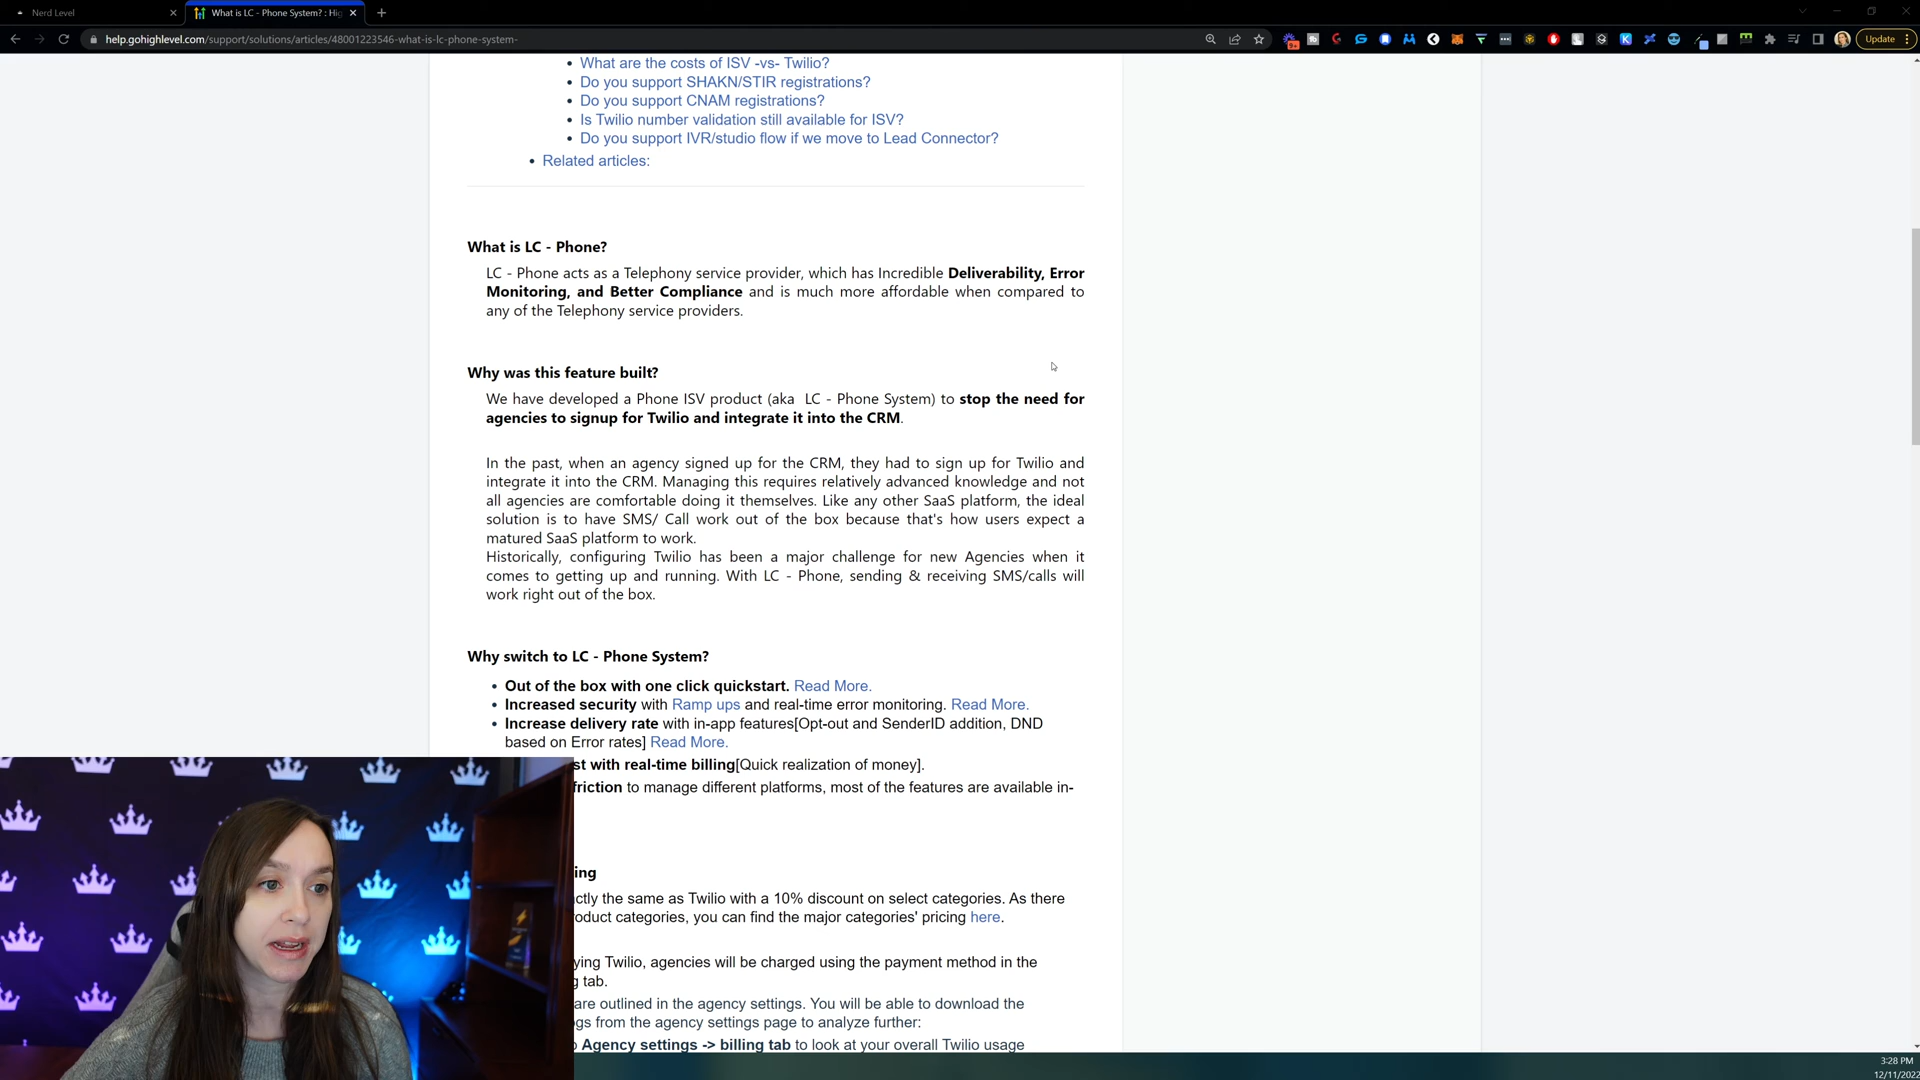 Nerd Level
What is LC - Phone System? : Hig
help.gohighlevel.com/support/solutions/articles/48001223546-what-is-lc-phone-system-
9+
Update
What are the costs of ISV -vs- Twilio?
Do you support SHAKN/STIR registrations?
Do you support CNAM registrations?
Is Twilio number validation still available for ISV?
Do you support IVR/studio flow if we move to Lead Connector?
Related articles:
What is LC - Phone?
LC - Phone acts as a Telephony service provider, which has Incredible Deliverability, Error
Monitoring, and Better Compliance and is much more affordable when compared to
any of the Telephony service providers.
Why was this feature built?
We have developed a Phone ISV product (aka LC - Phone System) to stop the need for
agencies to signup for Twilio and integrate it into the CRM.
In the past, when an agency signed up for the CRM, they had to sign up for Twilio and
integrate it into the CRM. Managing this requires relatively advanced knowledge and not
all agencies are comfortable doing it themselves. Like any other SaaS platform, the ideal
solution is to have SMS/ Call work out of the box because that's how users expect a
matured SaaS platform to work.
Historically, configuring Twilio has been a major challenge for new Agencies when it
comes to getting up and running. With LC - Phone, sending & receiving SMS/calls will
work right out of the box.
Why switch to LC - Phone System?
Out of the box with one click quickstart. Read More.
Increased security with Ramp ups and real-time error monitoring. Read More.
Increase delivery rate with in-app features[Opt-out and SenderID addition, DND
based on Error rates] Read More.
st with real-time billing[Quick realization of money].
friction to manage different platforms, most of the features are available in-
ing
ctly the same as Twilio with a 10% discount on select categories. As there
oduct categories, you can find the major categories' pricing here.
ying Twilio, agencies will be charged using the payment method in the
g tab.
are outlined in the agency settings. You will be able to download the
gs from the agency settings page to analyze further:
o Agency settings -> billing tab to look at your overall Twilio usage
3:28 PM
12/11/2022